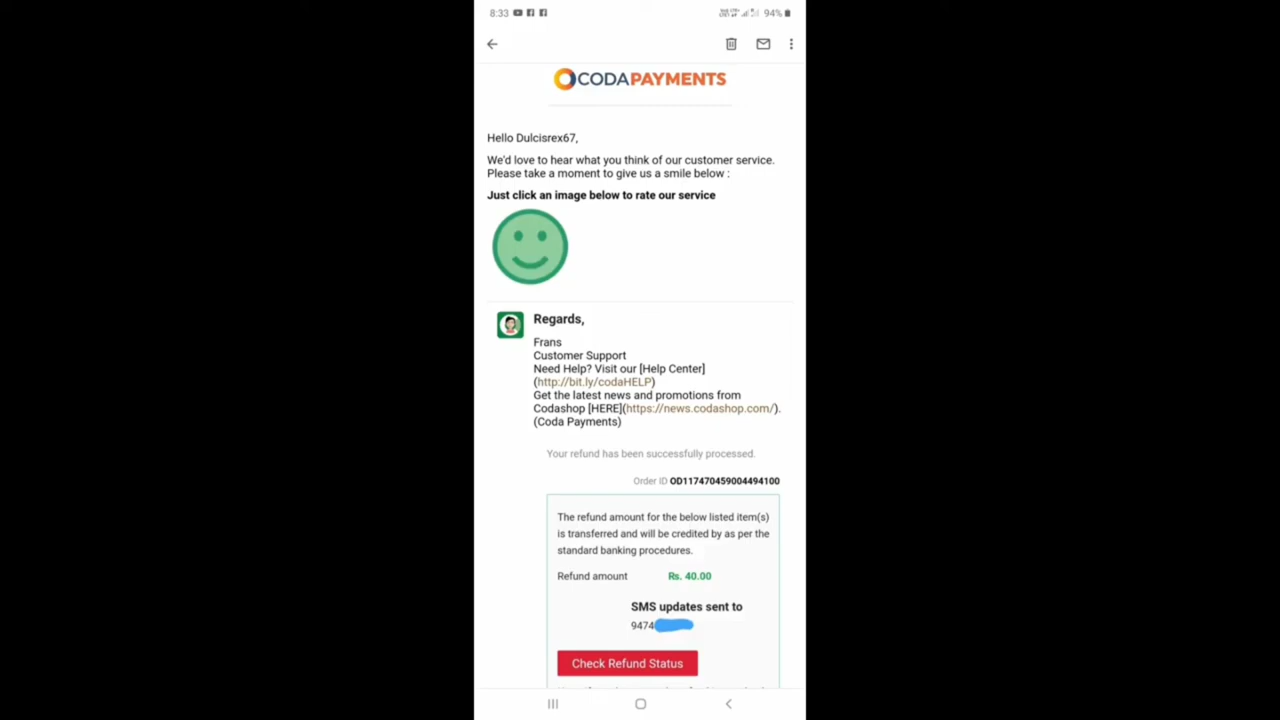 8:33
94%
CODAPAYMENTS
Hello Dulcisrex67,
We'd love to hear what you think of our customer service.
Please take a moment to give us a smile below :
Just click an image below to rate our service
Regards,
Frans
Customer Support
Need Help? Visit our [Help Center]
(http://bit.ly/codaHELP)
Get the latest news and promotions from
Codashop [HERE](https://news.codashop.com/).
(Coda Payments)
Your refund has been successfully processed.
Order ID OD117470459004494100
The refund amount for the below listed item(s)
is transferred and will be credited by as per the
standard banking procedures.
Refund amount Rs. 40.00
SMS updates sent to
9474
Check Refund Status